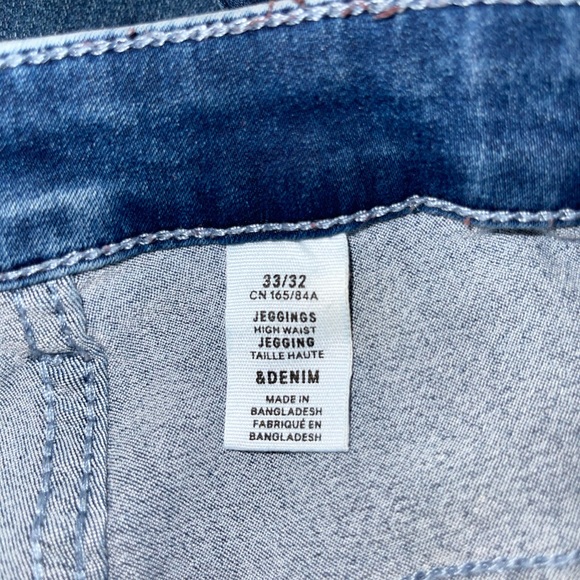 33/32
CN 165/84A
JEGGINGS
HIGH WAIST
JEGGING
TAILLE HAUTE
&DENIM
MADE IN
BANGLADESH
FABRIQUÉ EN
BANGLADESH